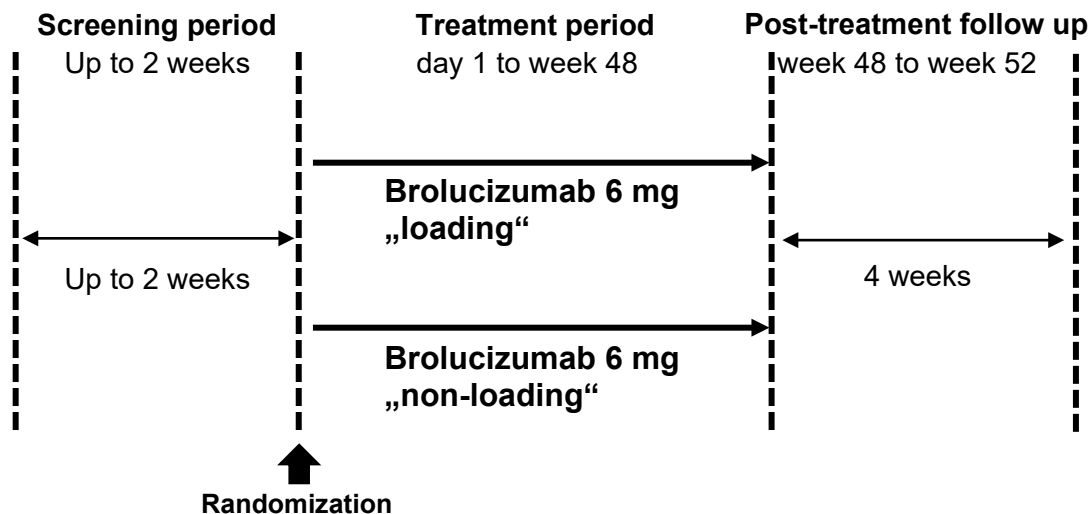 Screening period
Up to 2 weeks
Treatment period
day 1 to week 48
Post-treatment follow up
week 48 to week 52
Brolucizumab 6 mg
„loading“
Up to 2 weeks
4 weeks
Brolucizumab 6 mg
„non-loading“
Randomization